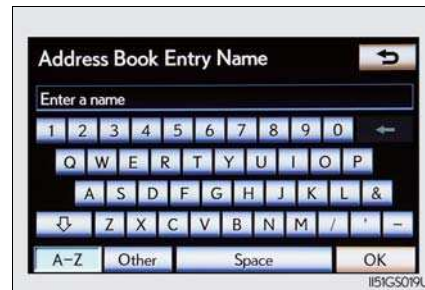 Address Book Entry Name
Enter a name
1 2 3 4 5 6 7 8 9 0
Q W E R T Y U I O P
A S D F G H J K L &
Z X C V B N M / ' -
A-Z Other Space OK
II51GS019U